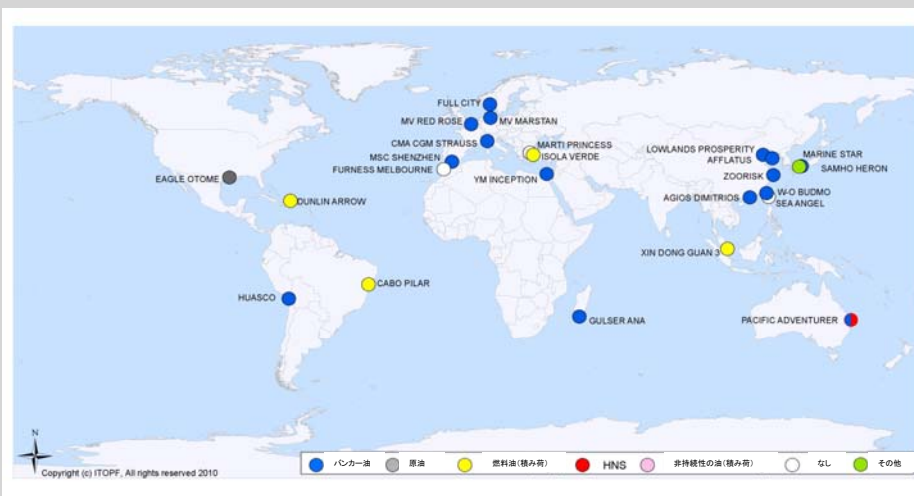 FULL CITY
MV RED ROSE
MV MARSTAN
CMA CGM STRAUSS
MARTI PRINCESS
ISOLA VERDE
MSC SHENZHEN
FURNESS MELBOURNE
YM INCEPTION
LOWLANDS PROSPERITY
AFFLATUS
MARINE STAR
SAMHO HERON
ZOORISK
EAGLE OTOME
DUNLIN ARROW
AGIOS DIMITRIOS
W-O BUDMO
SEA ANGEL
XIN DONG GUAN 3
CABO PILAR
HUASCO
GULSER ANA
PACIFIC ADVENTURER
N
Copyright (c) ITOPF, All rights reserved 2010
バンカー油 原油 燃料油(積み荷) HNS 非持続性の油(積み荷) なし その他